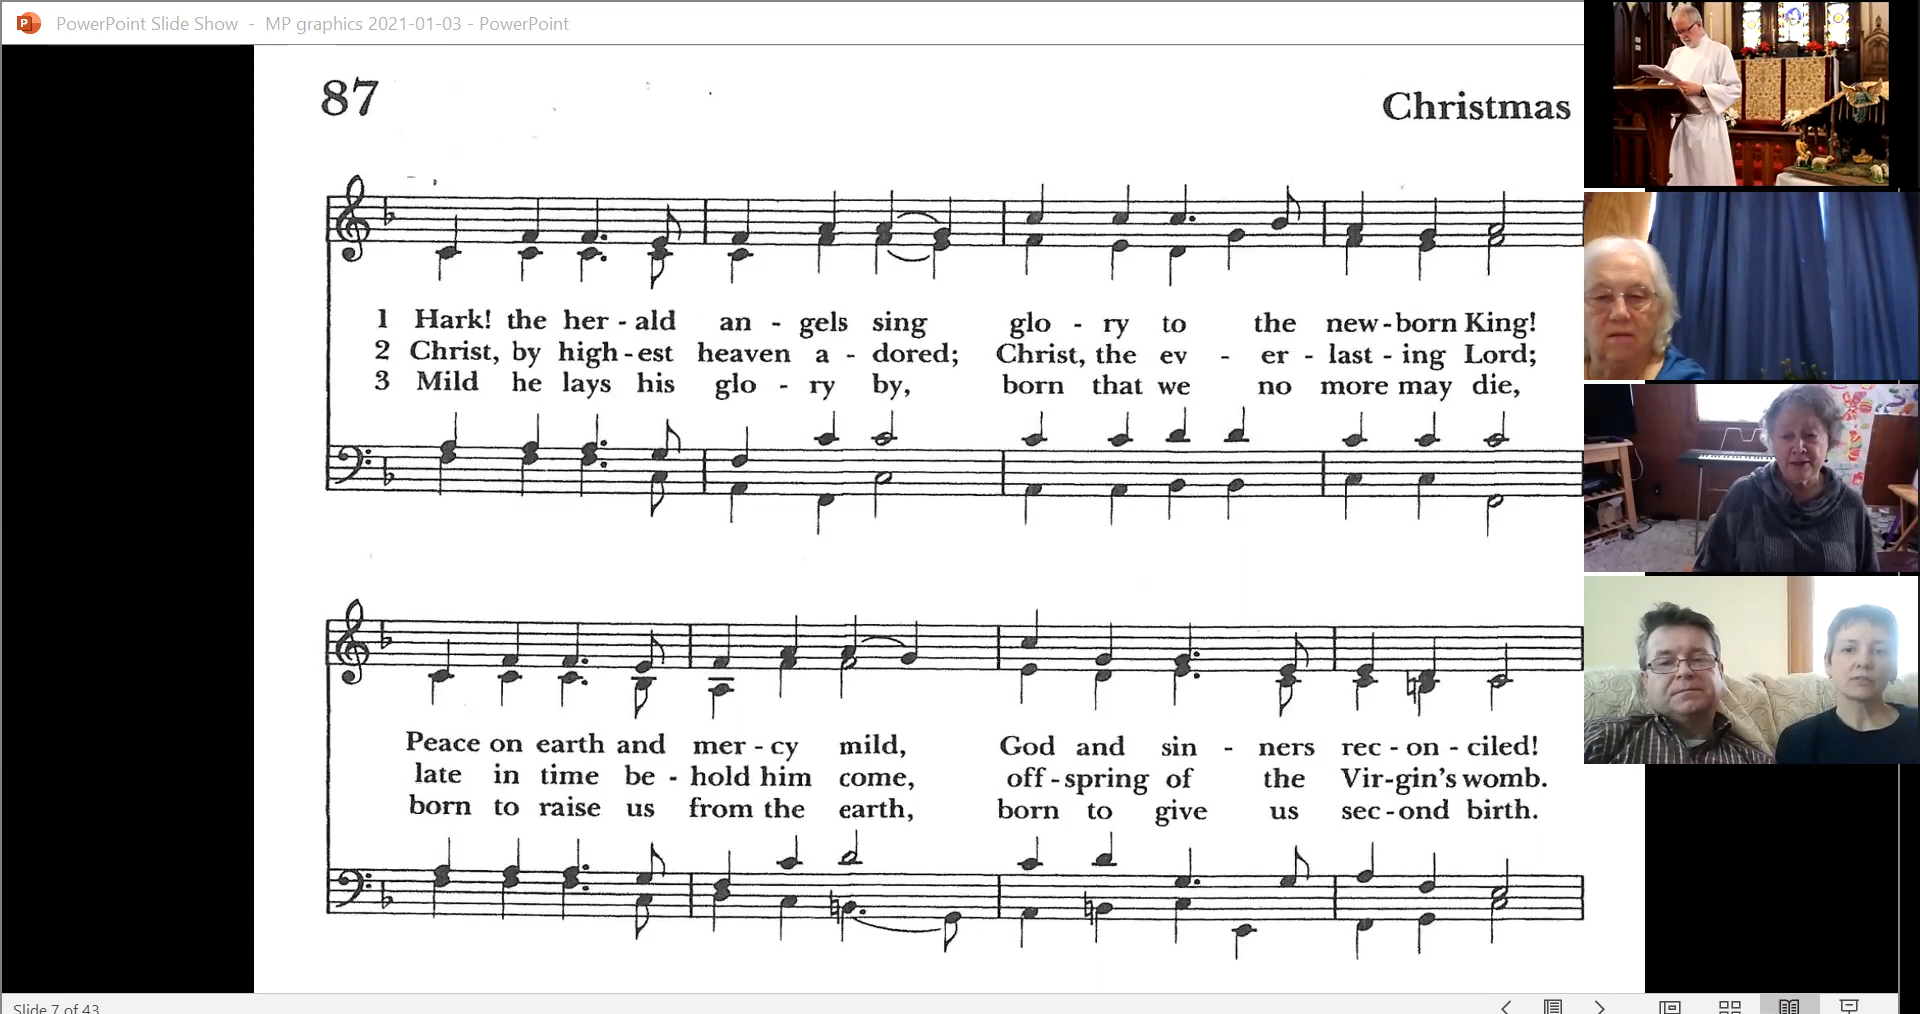 PowerPoint Slide Show - MP graphics 2021-01-03 - PowerPoint
87
Christmas
1 Hark! the her - ald an - gels sing glo - ry to the new - born King!
2 Christ, by high - est heaven a - dored; Christ, the ev - er - last - ing Lord;
3 Mild he lays his glo - ry by, born that we no more may die,
Peace on earth and mer - cy mild, God and sin - ners rec - on - ciled!
late in time be - hold him come, off - spring of the Vir - gin's womb.
born to raise us from the earth, born to give us sec - ond birth.
Slide 7 of 43